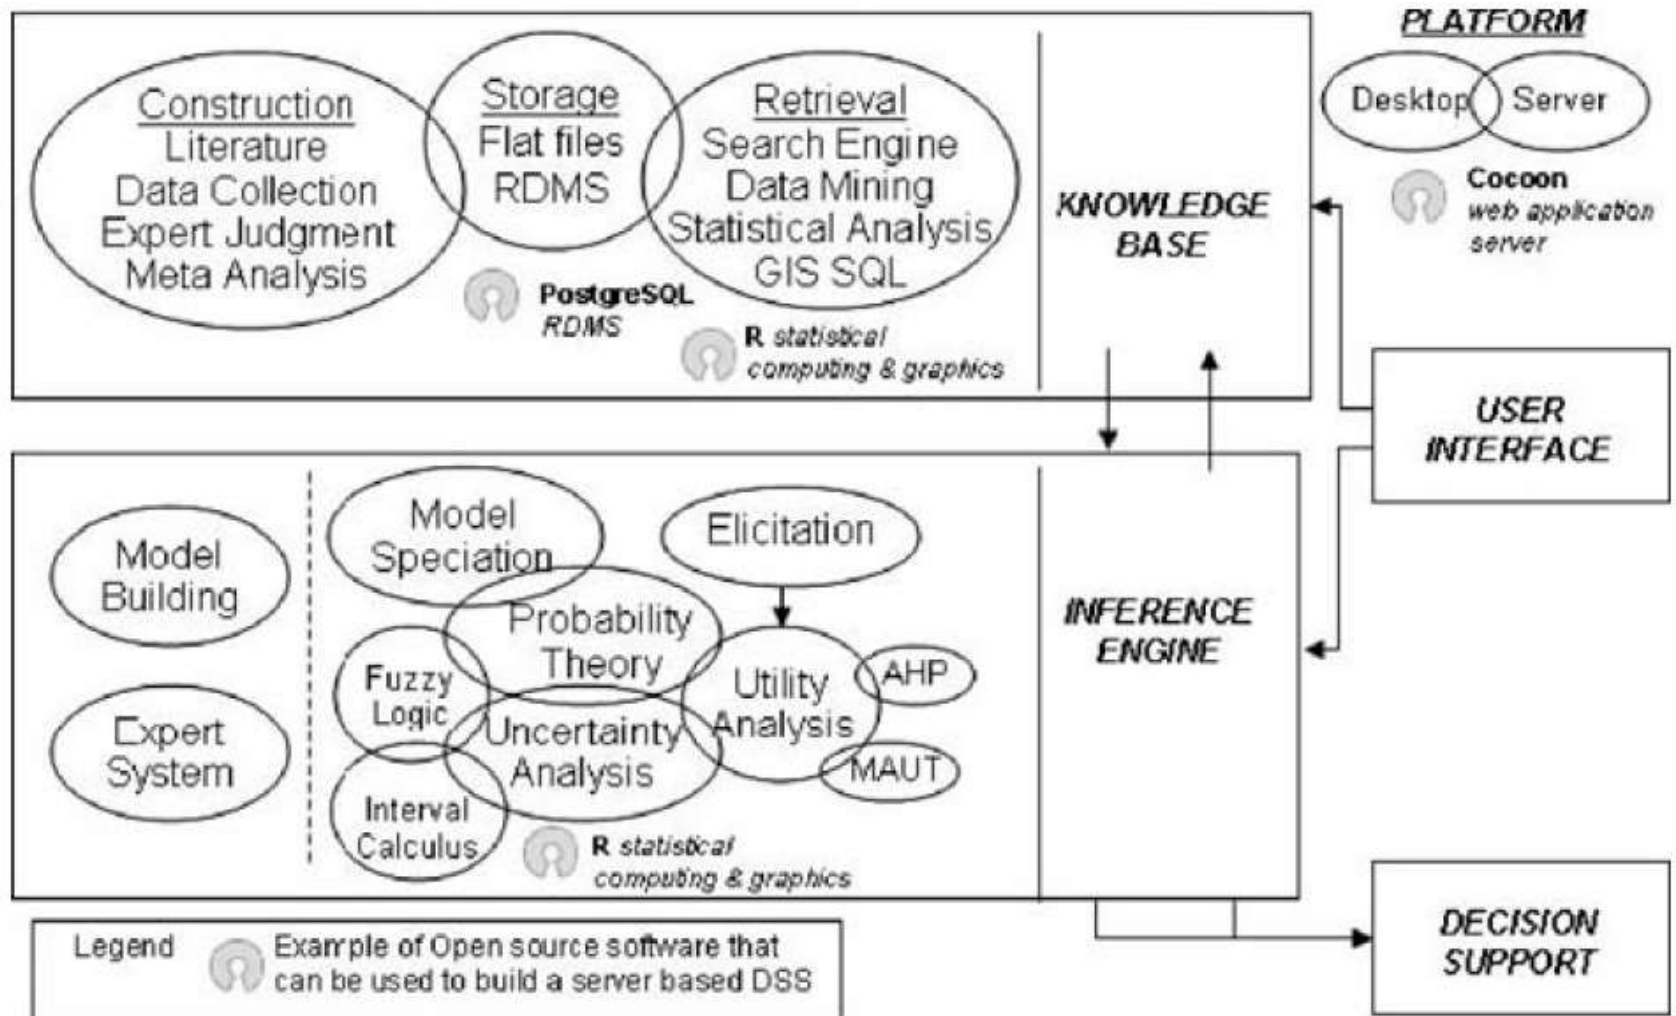 PLATFORM
Desktop
Server
Cocoon
web application
server
Construction
Literature
Data Collection
Expert Judgment
Meta Analysis
Storage
Flat files
RDMS
Retrieval
Search Engine
Data Mining
Statistical Analysis
GIS SQL
PostgreSQL
RDMS
R statistical
computing & graphics
KNOWLEDGE
BASE
USER
INTERFACE
Model
Building
Expert
System
Model
Speciation
Elicitation
Probability
Theory
Fuzzy
Logic
Utility
Analysis
AHP
MAUT
Uncertainty
Analysis
Interval
Calculus
R statistical
computing & graphics
INFERENCE
ENGINE
DECISION
SUPPORT
Legend
Example of Open source software that
can be used to build a server based DSS